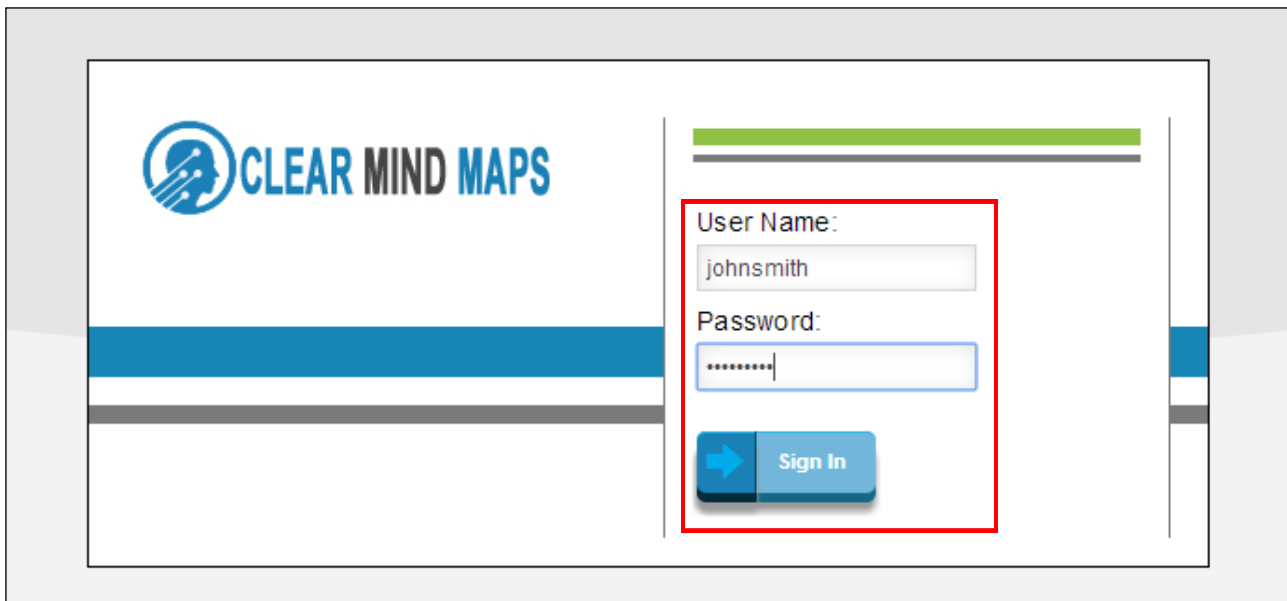 CLEAR MIND MAPS
User Name:
johnsmith
Password:
•••••••••
Sign In